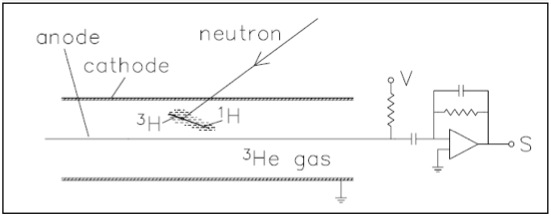 anode
neutron
cathode
V
³H
¹H
S
³He gas